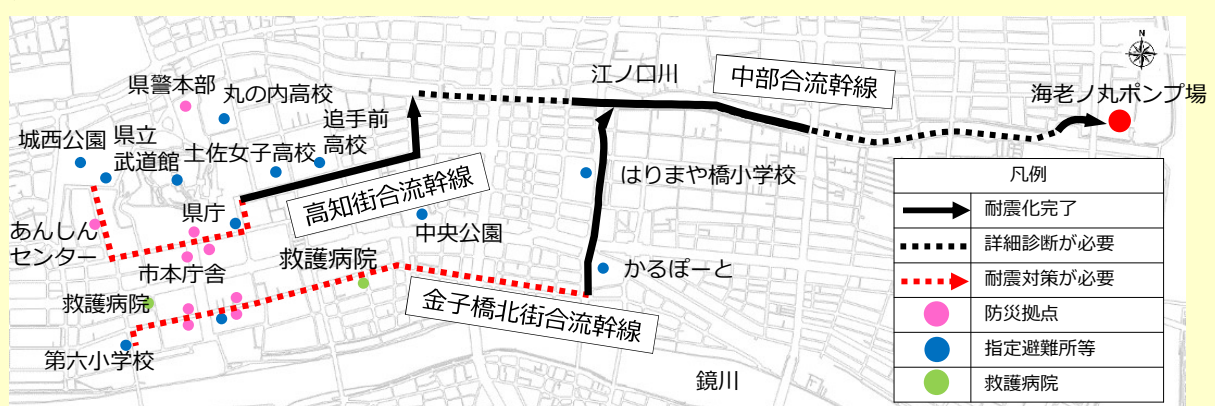 N
江ノ口川
中部合流幹線
海老ノ丸ポンプ場
県警本部
丸の内高校
追手前
高校
城西公園
県立
武道館
土佐女子高校
はりまや橋小学校
高知街合流幹線
県庁
中央公園
あんしん
センター
市本庁舎
救護病院
かるぽーと
救護病院
金子橋北街合流幹線
第六小学校
鏡川
凡例
耐震化完了
詳細診断が必要
耐震対策が必要
防災拠点
指定避難所等
救護病院